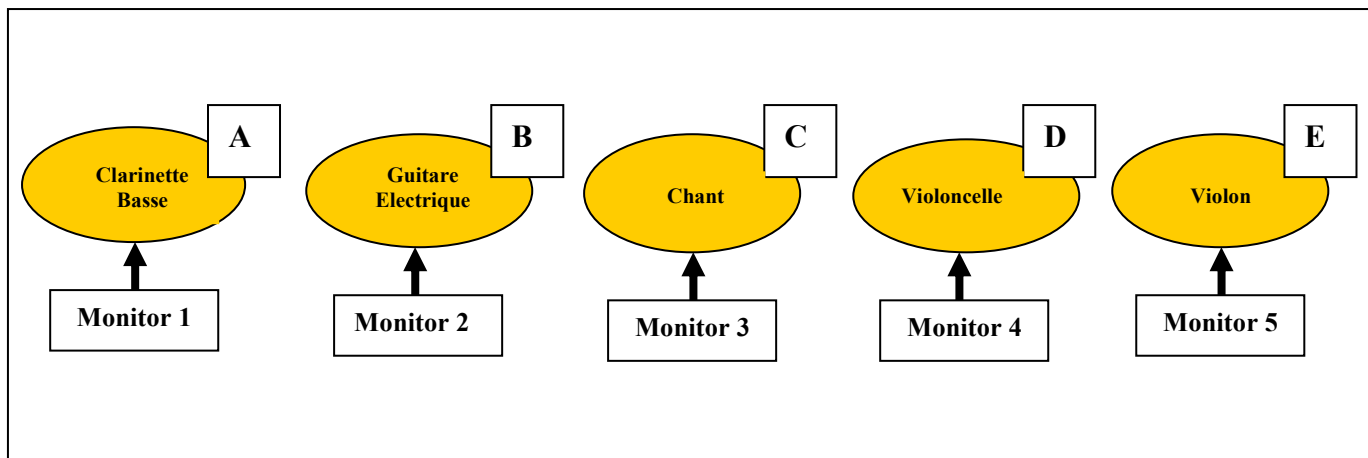 A
B
C
D
E
Clarinette
Basse
Guitare
Electrique
Chant
Violoncelle
Violon
Monitor 1
Monitor 2
Monitor 3
Monitor 4
Monitor 5